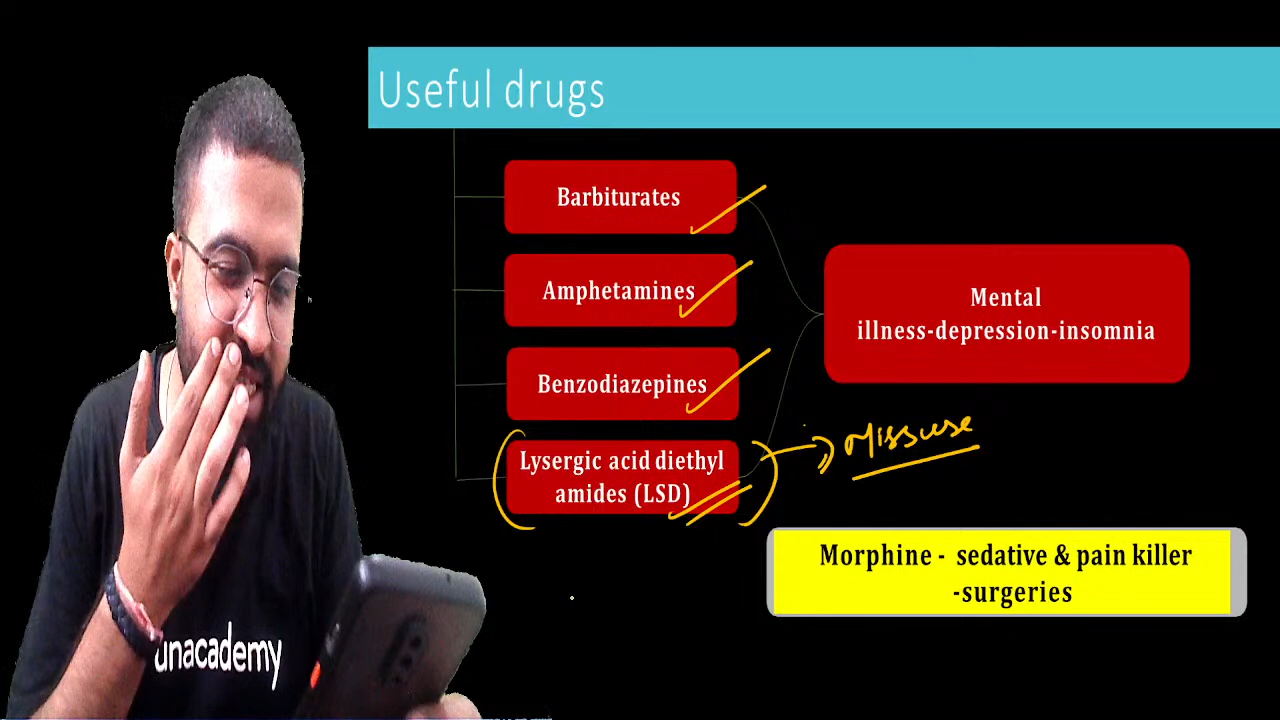 Useful drugs
Barbiturates
Amphetamines
Benzodiazepines
Lysergic acid diethyl
amides (LSD)
Mental
illness-depression-insomnia
Missuse
Morphine - sedative & pain killer
-surgeries
unacademy